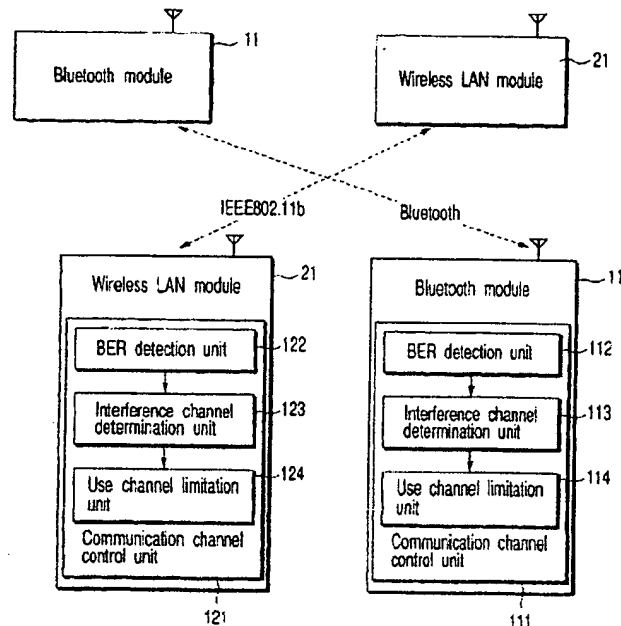 11
Bluetooth module
21
Wireless LAN module
IEEE802.11b
Bluetooth
21
Wireless LAN module
BER detection unit
122
Interference channel
determination unit
123
Use channel limitation
unit
124
Communication channel
control unit
121
11
Bluetooth module
BER detection unit
112
Interference channel
determination unit
113
Use channel limitation
unit
114
Communication channel
control unit
111